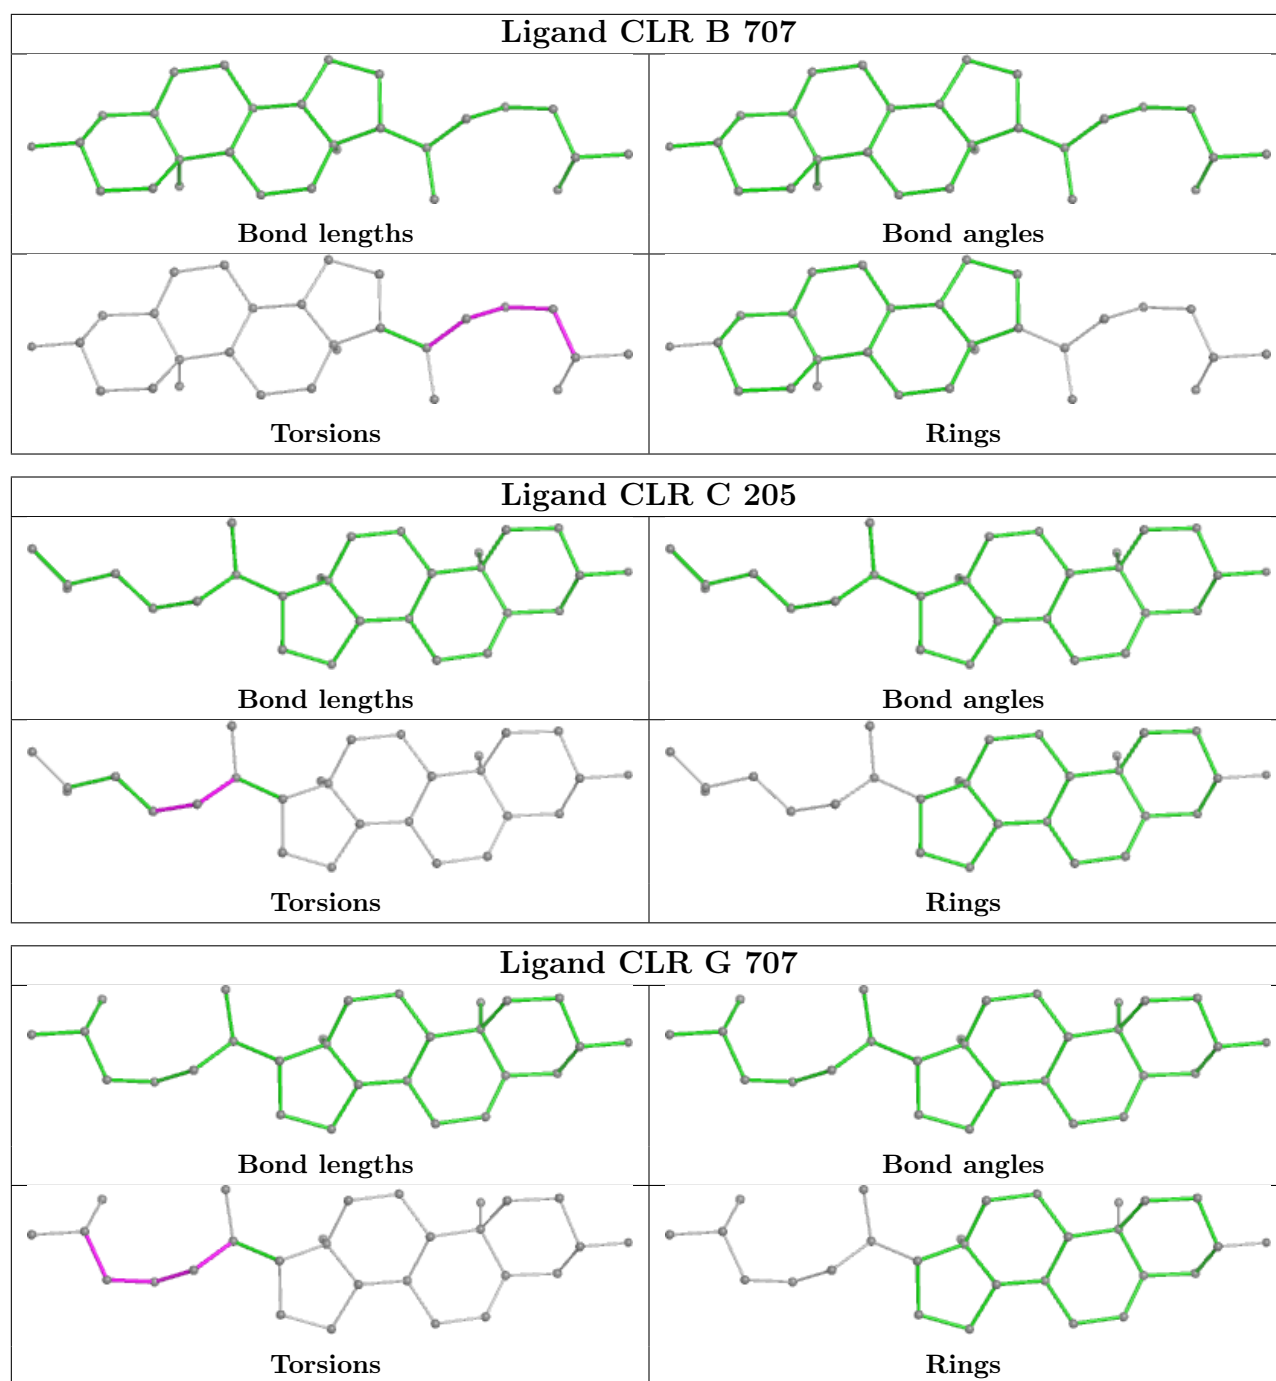 Ligand CLR B 707
Bond lengths
Bond angles
Torsions
Rings
Ligand CLR C 205
Bond lengths
Bond angles
Torsions
Rings
Ligand CLR G 707
Bond lengths
Bond angles
Torsions
Rings